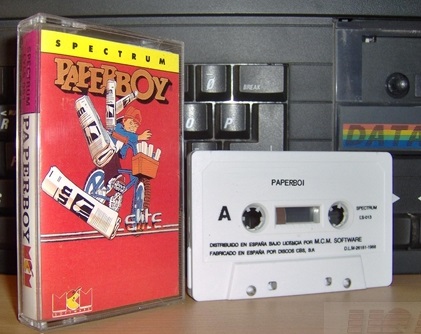 SPECTRUM
PAPERBOY
elite
MCM
SPECTRUM
PAPERBOY
BREAK
O
P
DATA
PAPERBOI
A
SPECTRUM
DISTRIBUIDO EN ESPAÑA BAJO LICENCIA POR M.C.M. SOFTWARE
FABRICADO EN ESPAÑA POR DISCOS CBS, S.A.